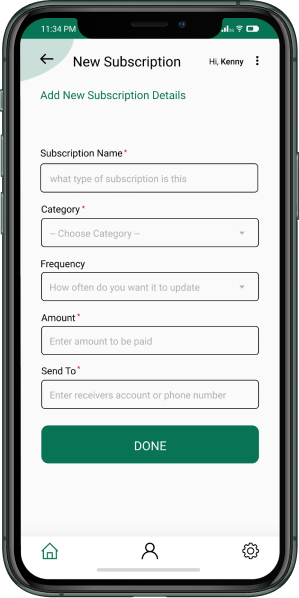 11:34 PM
New Subscription
Hi, Kenny
Add New Subscription Details
Subscription Name*
what type of subscription is this
Category*
-- Choose Category --
Frequency
How often do you want it to update
Amount*
Enter amount to be paid
Send To*
Enter receivers account or phone number
DONE